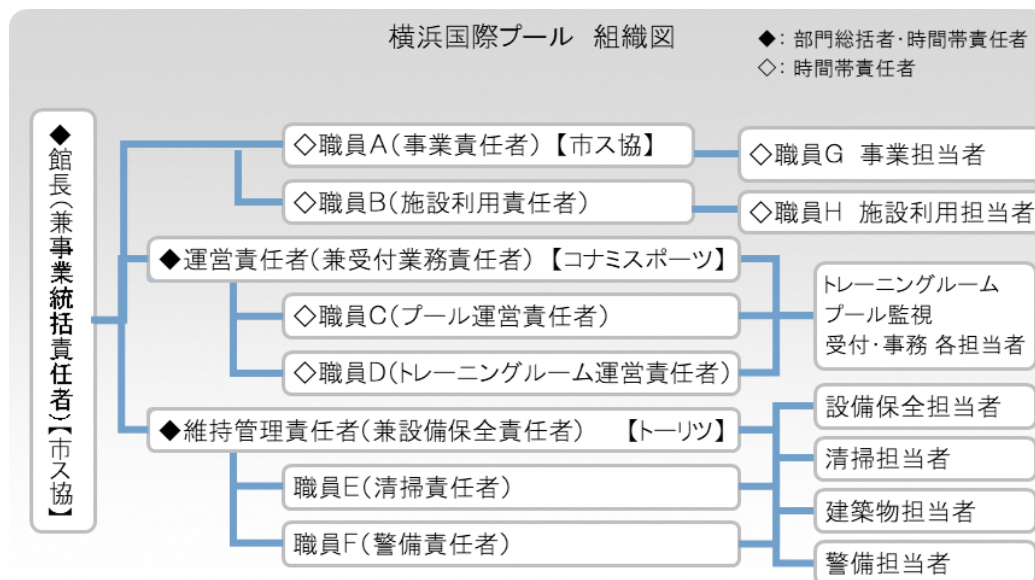 横浜国際プール 組織図
◆：部門総括者・時間帯責任者
◇：時間帯責任者
◆館長（兼事業統括責任者）【市ス協】
◇職員A（事業責任者）【市ス協】
◇職員G 事業担当者
◇職員B（施設利用責任者）
◇職員H 施設利用担当者
◆運営責任者（兼受付業務責任者）【コナミスポーツ】
◇職員C（プール運営責任者）
◇職員D（トレーニングルーム運営責任者）
トレーニングルーム
プール監視
受付・事務 各担当者
◆維持管理責任者（兼設備保全責任者） 【トーリツ】
職員E（清掃責任者）
職員F（警備責任者）
設備保全担当者
清掃担当者
建築物担当者
警備担当者